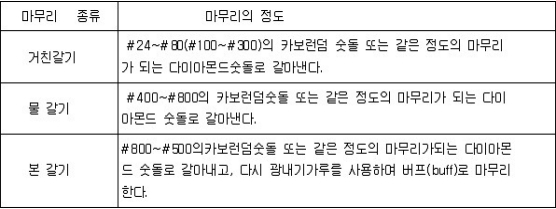 마무리 종류 마무리의 정도
거친갈기
#24~#80(#100~#300)의 카보런덤 숫돌 또는 같은 정도의 마무리
가 되는 다이아몬드숫돌로 갈아낸다.
물 갈기
#400~#800의 카보런덤숫돌 또는 같은 정도의 마무리가 되는 다이
아몬드 숫돌로 갈아낸다.
본 갈기
#800~#500의카보런덤숫돌 또는 같은 정도의 마무리가되는 다이아몬
드 숫돌로 갈아내고, 다시 광내기가루를 사용하여 버프(buff)로 마무리
한다.